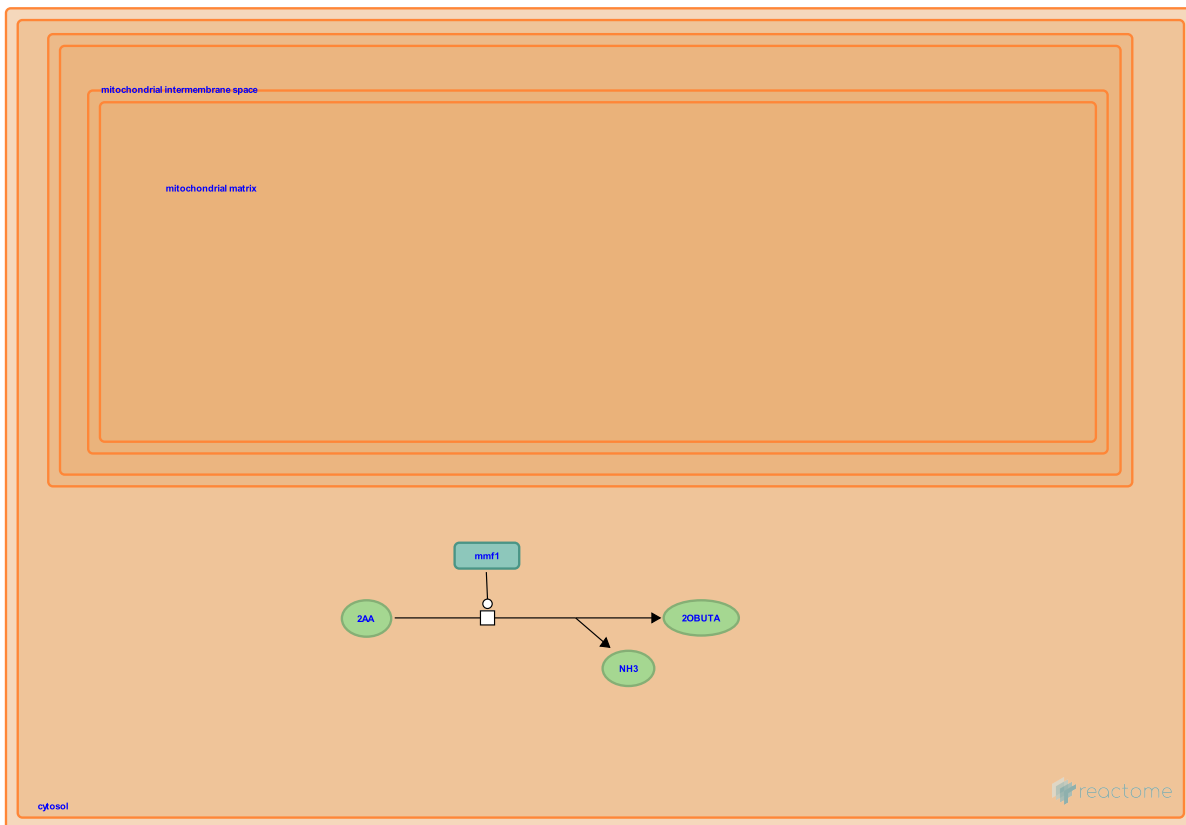 mitochondrial intermembrane space
mitochondrial matrix
mmf1
2AA
2OBUTA
NH3
reactome
cytosol